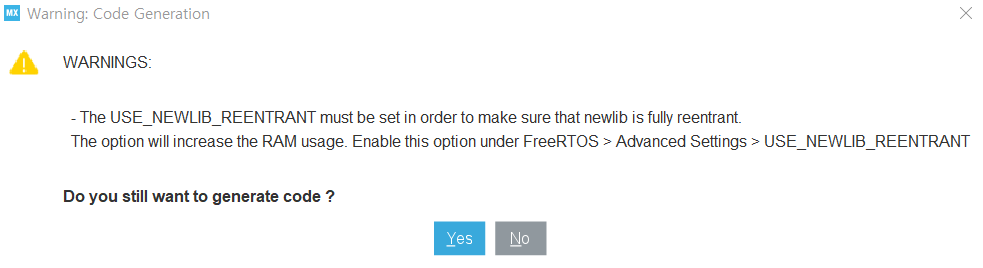 MX Warning: Code Generation
WARNINGS:
- The USE_NEWLIB_REENTRANT must be set in order to make sure that newlib is fully reentrant.
The option will increase the RAM usage. Enable this option under FreeRTOS > Advanced Settings > USE_NEWLIB_REENTRANT
Do you still want to generate code ?
Yes No